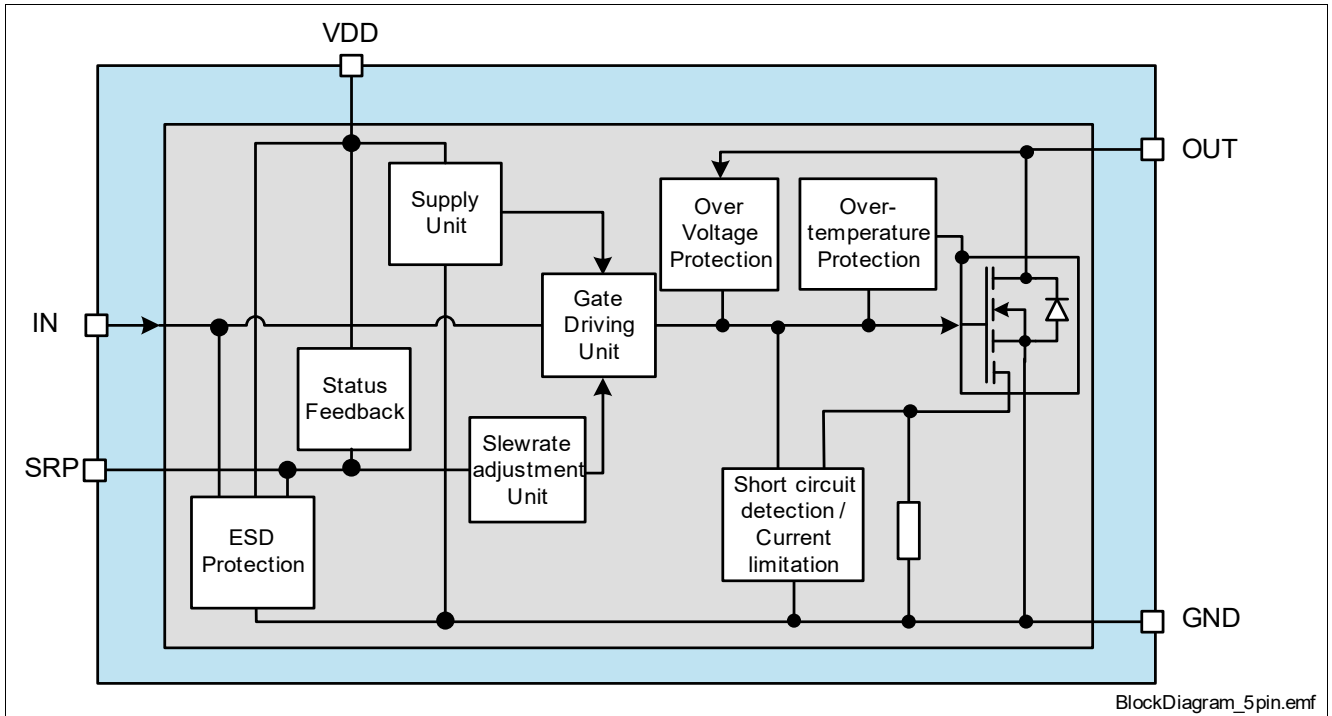 VDD
OUT
Supply
Unit
Over
Voltage
Protection
Over-
temperature
Protection
IN
Gate
Driving
Unit
Status
Feedback
SRP
Slewrate
adjustment
Unit
ESD
Protection
Short circuit
detection /
Current
limitation
GND
BlockDiagram_5pin.emf